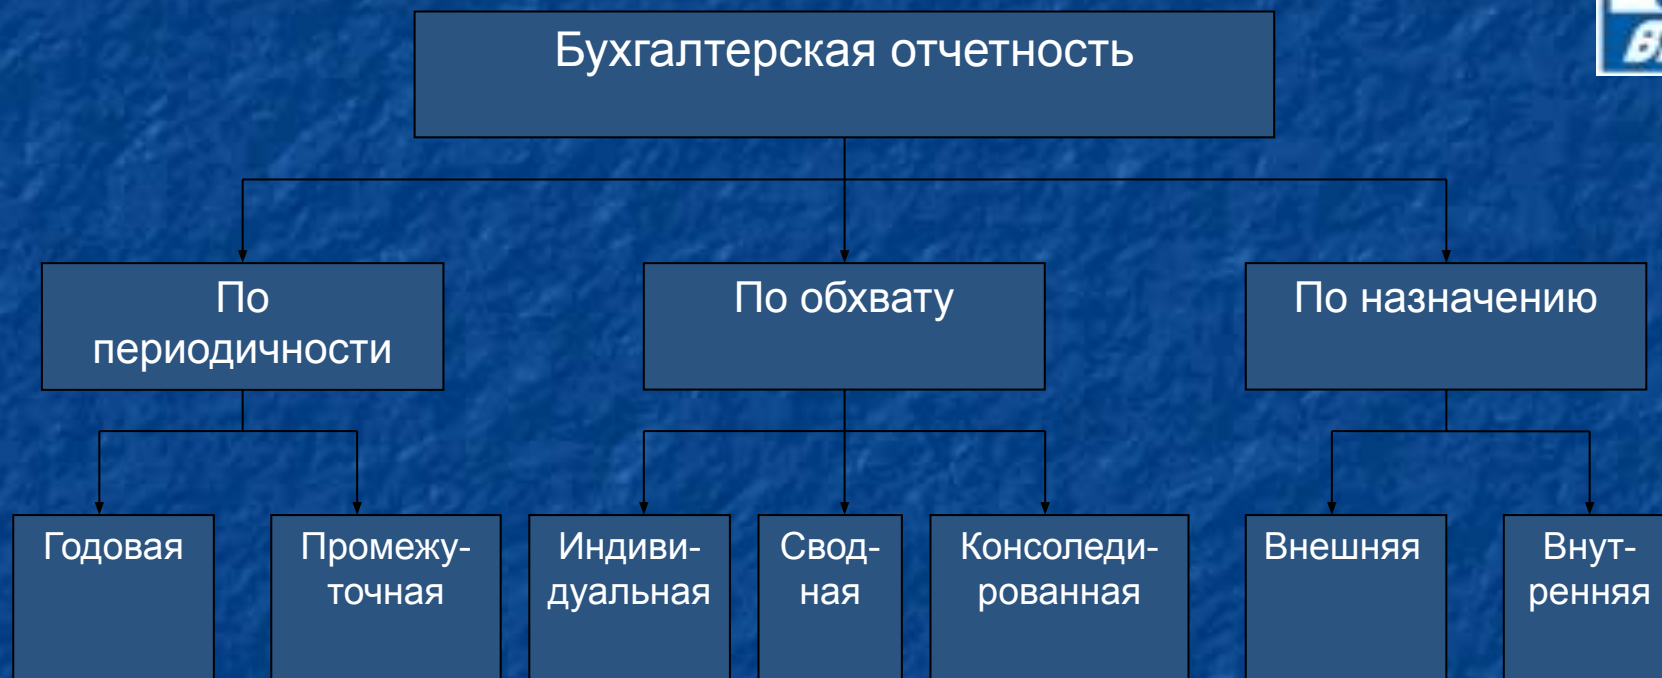 Бухгалтерская отчетность
По
периодичности
По обхвату
По назначению
Годовая
Промежу-
точная
Индиви-
дуальная
Свод-
ная
Консоледи-
рованная
Внешняя
Внут-
ренняя